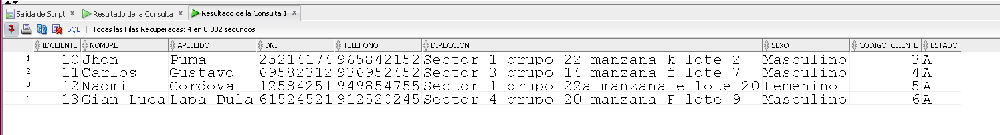 Salida de Script x Resultado de la Consulta x Resultado de la Consulta 1 x
SQL | Todas las Filas Recuperadas: 4 en 0,002 segundos
IDCLIENTE NOMBRE APELLIDO DNI TELEFONO DIRECCION SEXO CODIGO_CLIENTE ESTADO
1 10 Jhon Puma 25214174 965842152 Sector 1 grupo 22 manzana k lote 2 Masculino 3 A
2 11 Carlos Gustavo 69582312 936952452 Sector 3 grupo 14 manzana f lote 7 Masculino 4 A
3 12 Naomi Cordova 12584251 949854755 Sector 1 grupo 22a manzana e lote 20 Femenino 5 A
4 13 Gian Luca Lapa Dula 61524521 912520245 Sector 4 grupo 20 manzana F lote 9 Masculino 6 A